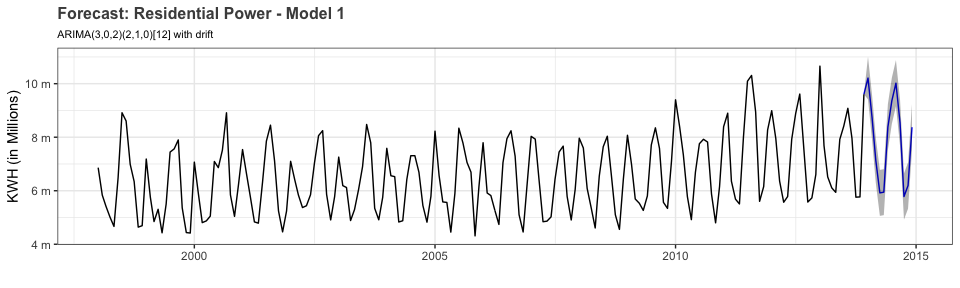 Forecast: Residential Power - Model 1
ARIMA(3,0,2)(2,1,0)[12] with drift
KWH (in Millions)
10 m
8 m
6 m
4 m
2000 2005 2010 2015